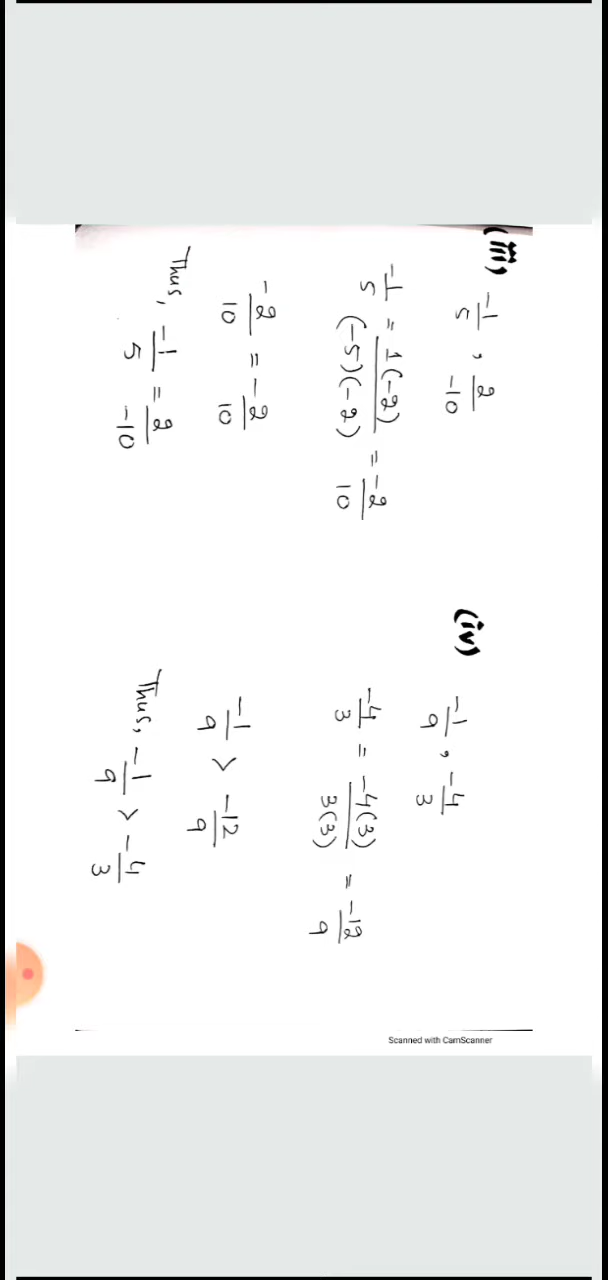 (iii) -1/5 , 2/-10
-1/5 = 1(-2)/(-5)(-2) = -2/10
-2/10 = -2/10
Thus, -1/5 = 2/-10
(iv) -1/9 , -4/3
-4/3 = -4(3)/3(3) = -12/9
-1/9 > -12/9
Thus, -1/9 > -4/3
Scanned with CamScanner